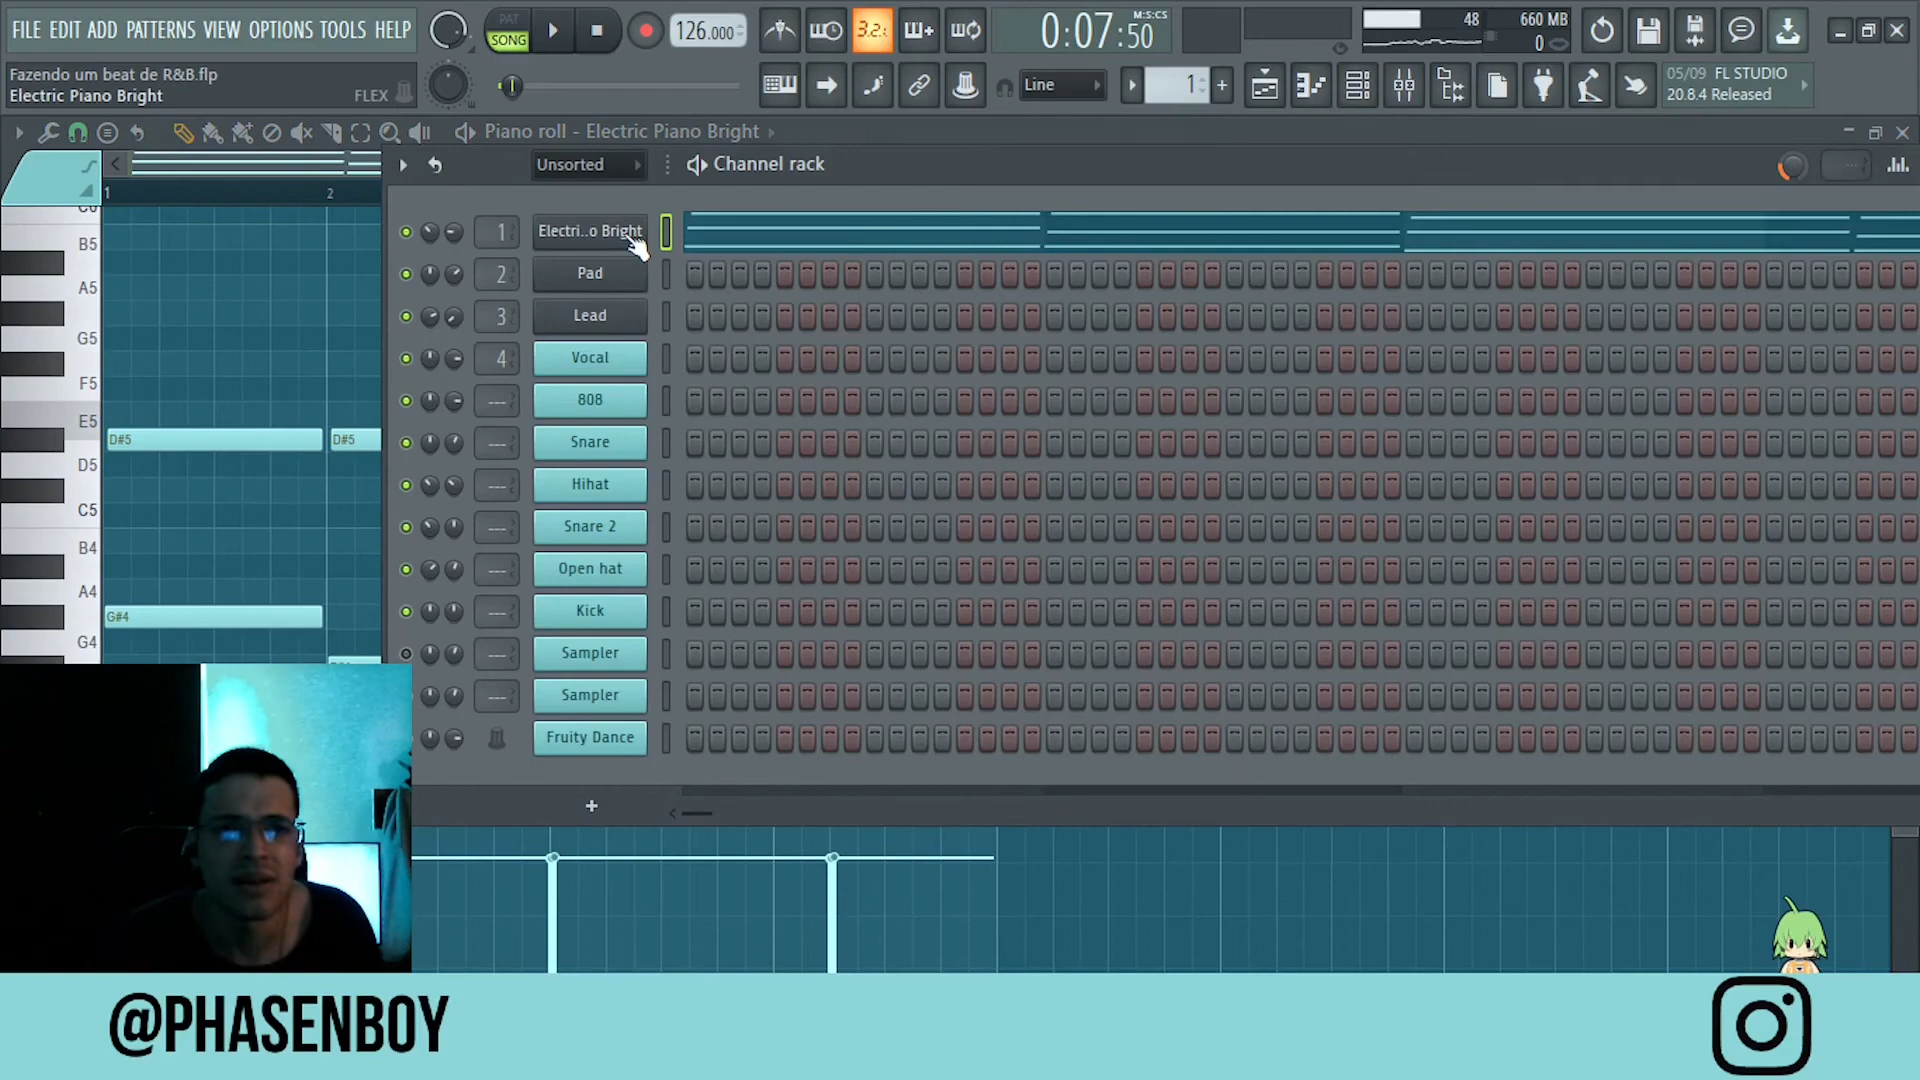 FILE EDIT ADD PATTERNS VIEW OPTIONS TOOLS HELP
PAT
SONG
126.000
3.2.
0:07:50
M:S:CS
48
660 MB
0
Fazendo um beat de R&B.flp
Electric Piano Bright
FLEX
Line
1
05/09 FL STUDIO
20.8.4 Released
Piano roll - Electric Piano Bright
Unsorted
Channel rack
1
2
B5
A5
G5
F5
E5
D5
C5
B4
A4
G4
D#5
D#5
G#4
1 Electri..o Bright
2 Pad
3 Lead
4 Vocal
--- 808
--- Snare
--- Hihat
--- Snare 2
--- Open hat
--- Kick
--- Sampler
--- Sampler
Fruity Dance
+
@PHASENBOY